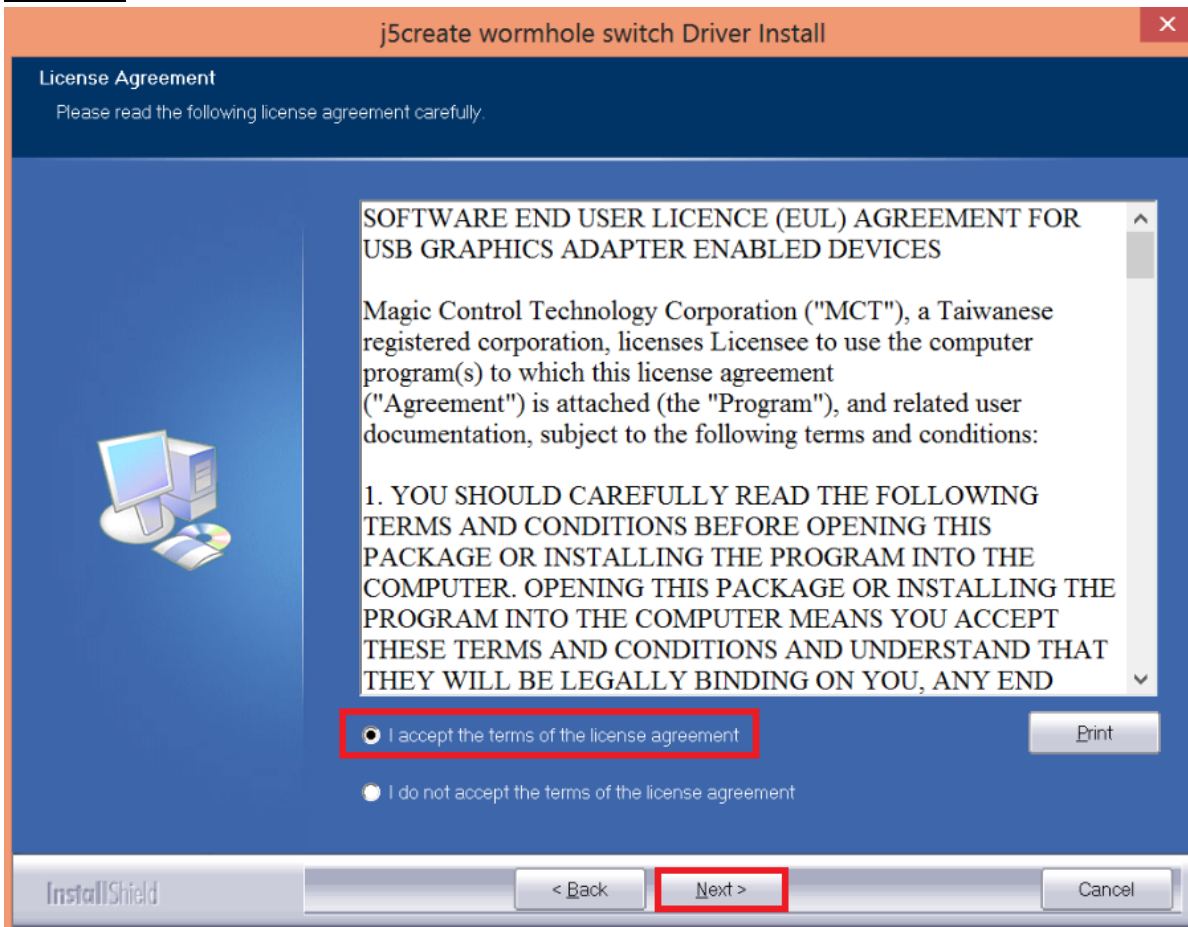 j5create wormhole switch Driver Install
License Agreement
Please read the following license agreement carefully.
SOFTWARE END USER LICENCE (EUL) AGREEMENT FOR
USB GRAPHICS ADAPTER ENABLED DEVICES
Magic Control Technology Corporation ("MCT"), a Taiwanese
registered corporation, licenses Licensee to use the computer
program(s) to which this license agreement
("Agreement") is attached (the "Program"), and related user
documentation, subject to the following terms and conditions:
1. YOU SHOULD CAREFULLY READ THE FOLLOWING
TERMS AND CONDITIONS BEFORE OPENING THIS
PACKAGE OR INSTALLING THE PROGRAM INTO THE
COMPUTER. OPENING THIS PACKAGE OR INSTALLING THE
PROGRAM INTO THE COMPUTER MEANS YOU ACCEPT
THESE TERMS AND CONDITIONS AND UNDERSTAND THAT
THEY WILL BE LEGALLY BINDING ON YOU, ANY END
I accept the terms of the license agreement
Print
I do not accept the terms of the license agreement
InstallShield
< Back
Next >
Cancel